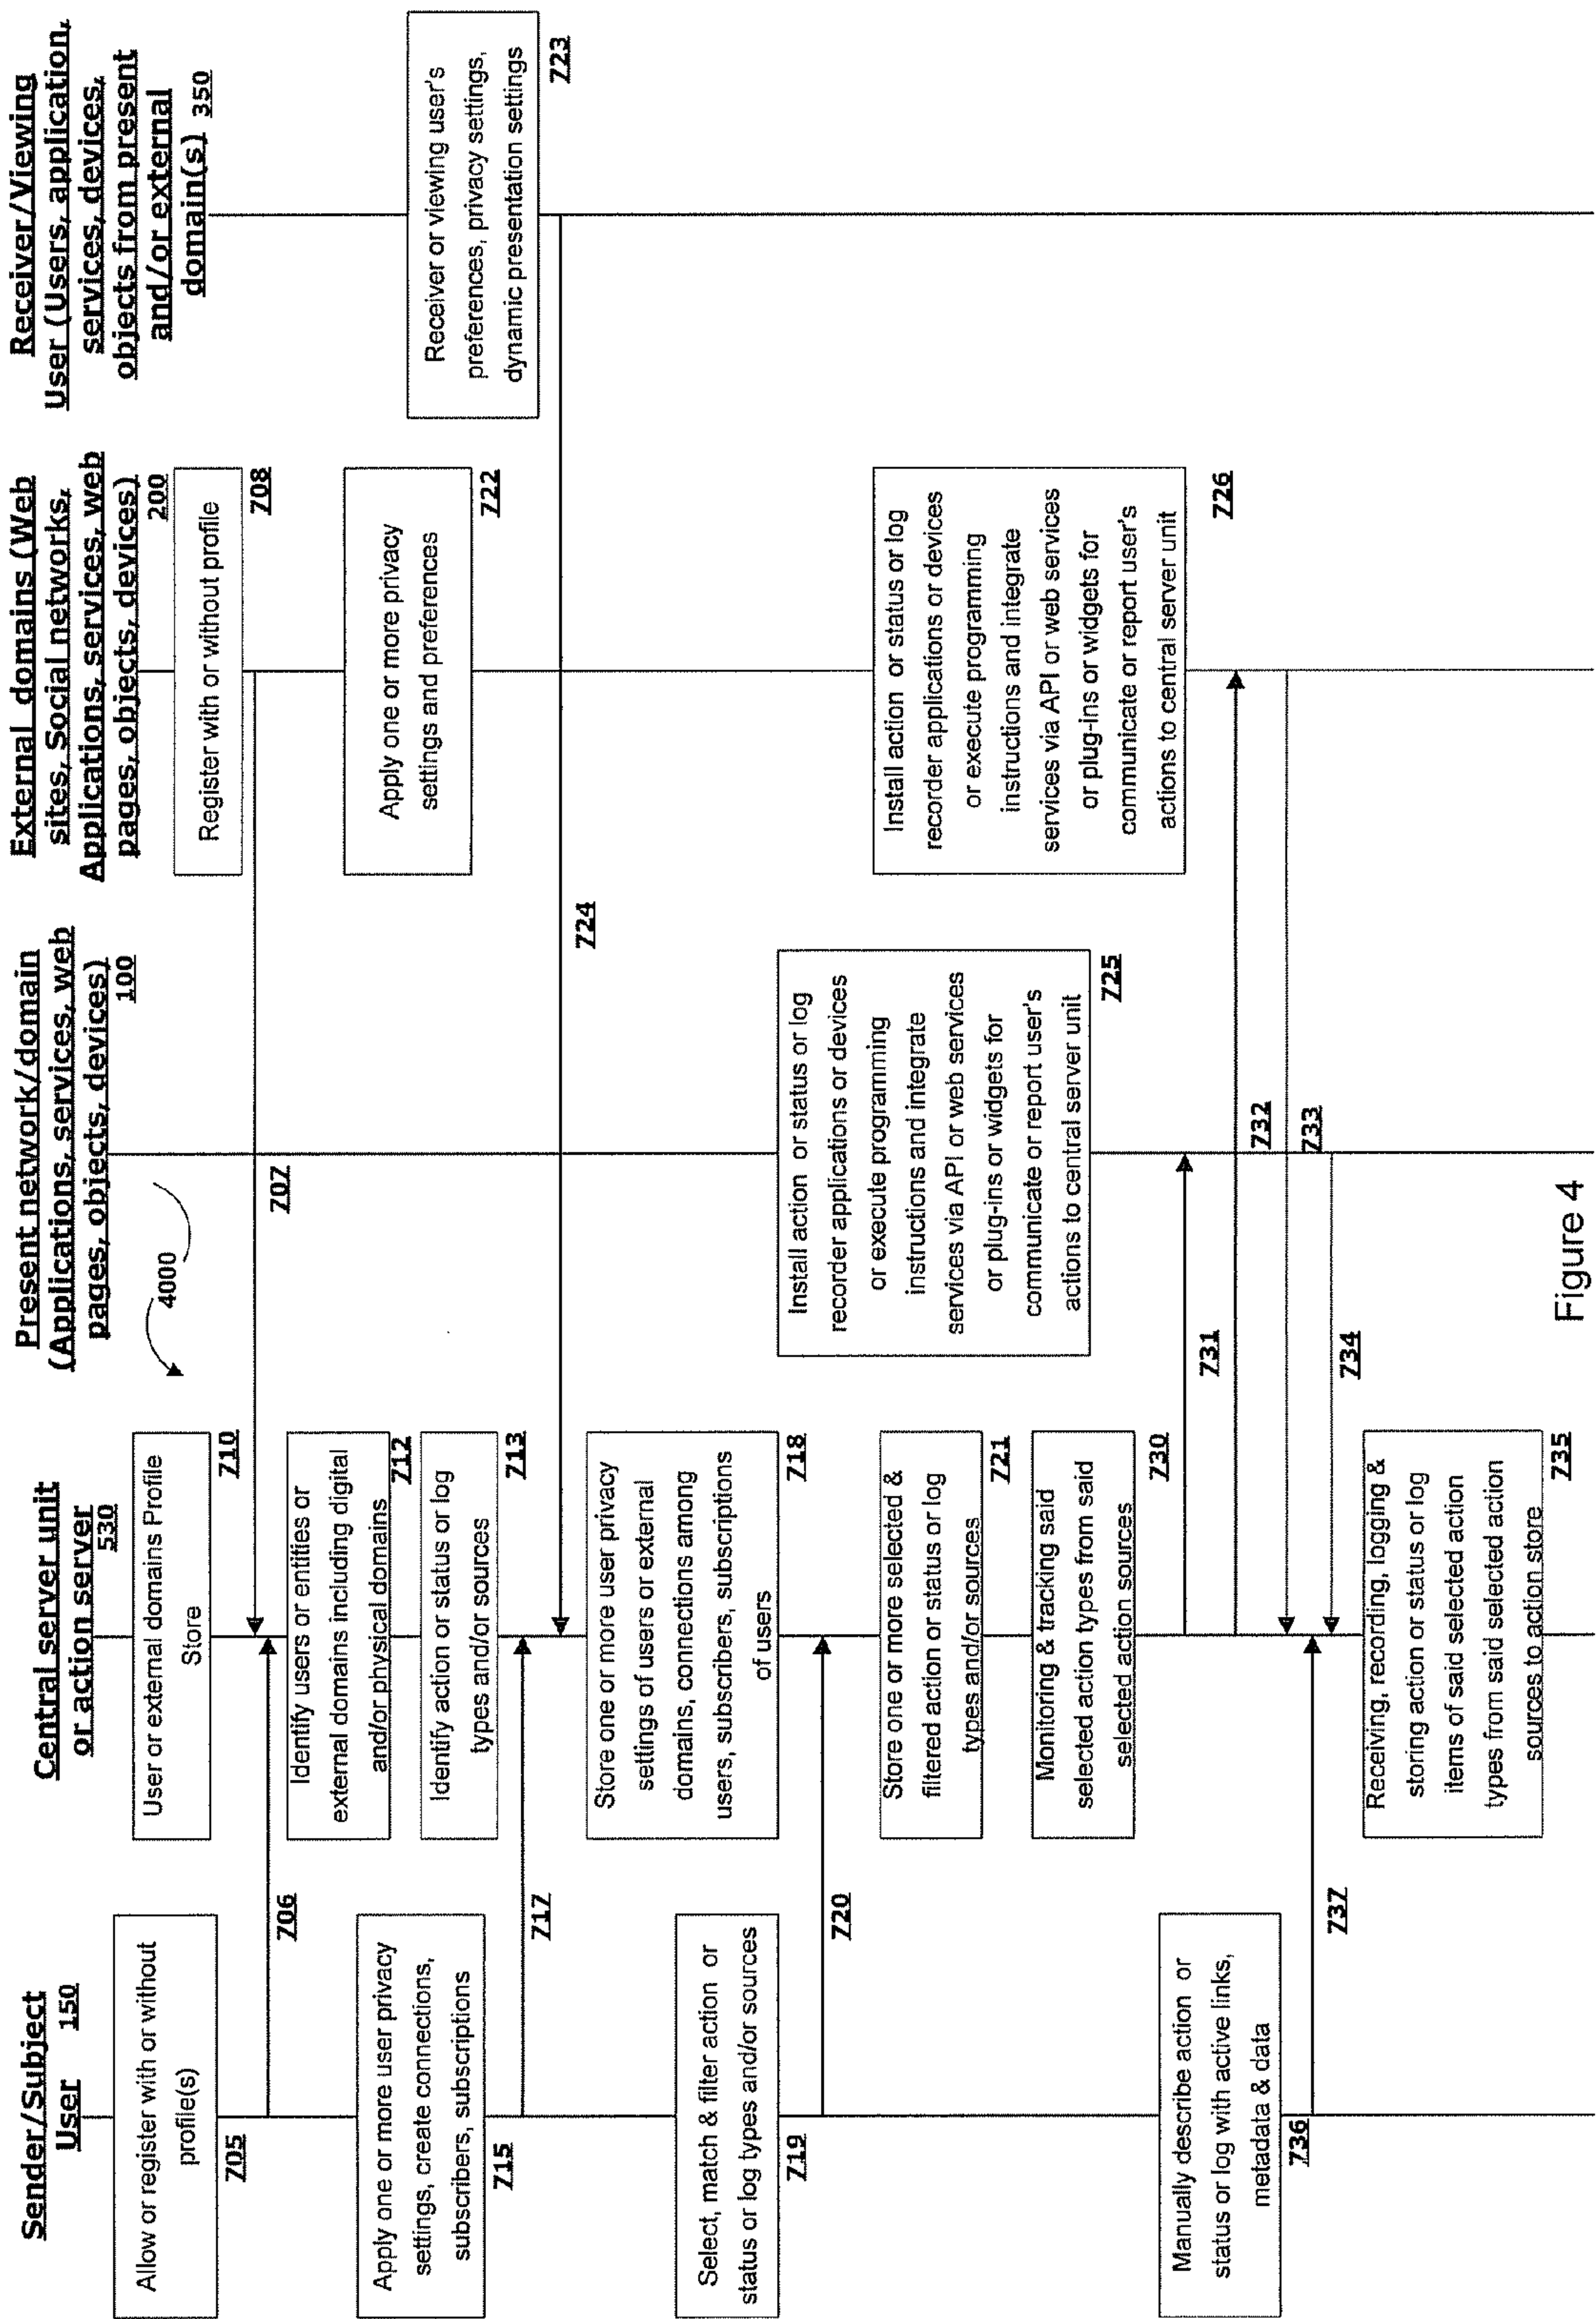 Sender/Subject
User 150
Central server unit
or action server
530
Present network/domain
(Applications, services, web
pages, objects, devices)
100
External domains (Web
sites, Social networks,
Applications, services, web
pages, objects, devices)
200
Receiver/Viewing
User (Users, application,
services, devices,
objects from present
and/or external
domain(s) 350
4000
Allow or register with or without
profile(s)
705
User or external domains Profile
Store
710
Register with or without profile
708
706
707
Identify users or entities or
external domains including digital
and/or physical domains
712
Apply one or more user privacy
settings, create connections,
subscribers, subscriptions
715
Identify action or status or log
types and/or sources
713
Apply one or more privacy
settings and preferences
722
Receiver or viewing user's
preferences, privacy settings,
dynamic presentation settings
723
717
724
Store one or more user privacy
settings of users or external
domains, connections among
users, subscribers, subscriptions
of users
718
Select, match & filter action or
status or log types and/or sources
719
720
Store one or more selected &
filtered action or status or log
types and/or sources
721
Install action or status or log
recorder applications or devices
or execute programming
instructions and integrate
services via API or web services
or plug-ins or widgets for
communicate or report user's
actions to central server unit
725
Install action or status or log
recorder applications or devices
or execute programming
instructions and integrate
services via API or web services
or plug-ins or widgets for
communicate or report user's
actions to central server unit
726
Monitoring & tracking said
selected action types from said
selected action sources
730
731
732
733
734
Manually describe action or
status or log with active links,
metadata & data
736
737
Receiving, recording, logging &
storing action or status or log
items of said selected action
types from said selected action
sources to action store
735
Figure 4